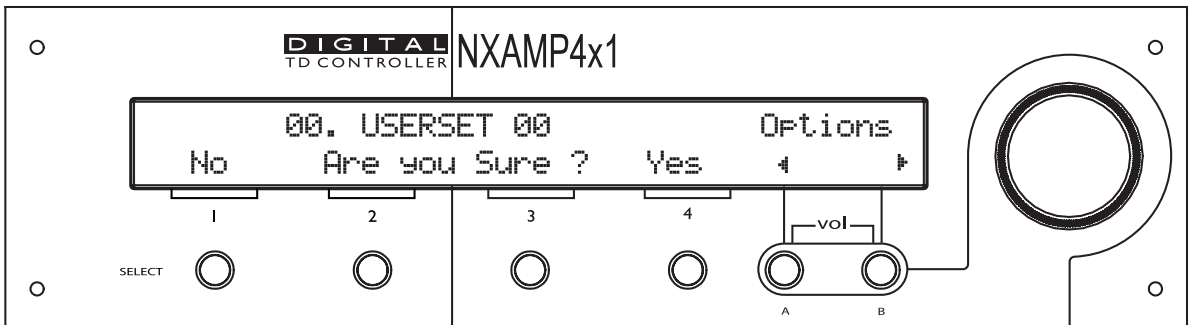 DIGITAL
TD CONTROLLER
NXAMP4x1
00. USERSET 00 Options
No Are you Sure ? Yes
1 2 3 4
vol
SELECT
A B